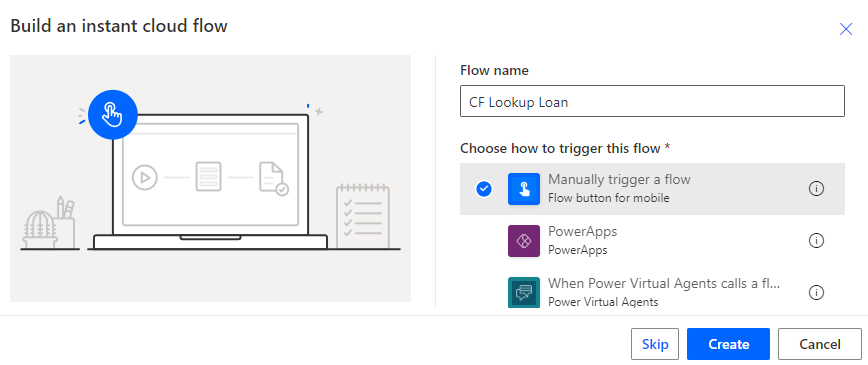 Build an instant cloud flow
Flow name
CF Lookup Loan
Choose how to trigger this flow *
Manually trigger a flow
Flow button for mobile
PowerApps
PowerApps
When Power Virtual Agents calls a fl...
Power Virtual Agents
Skip
Create
Cancel